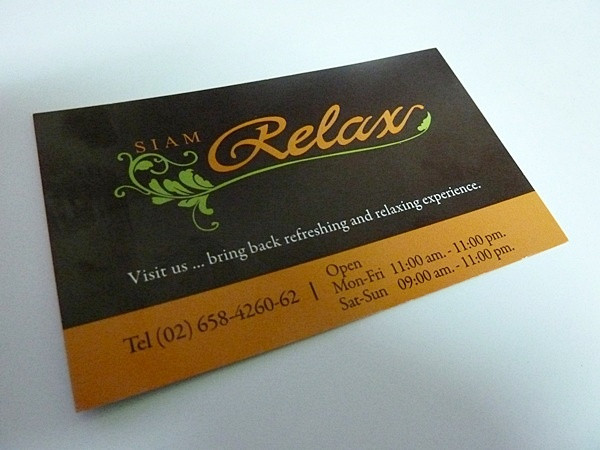 SIAM Relax
Visit us ... bring back refreshing and relaxing experience.
Tel (02) 658-4260-62 |
Open
Mon-Fri 11:00 am. - 11:00 pm.
Sat-Sun 09:00 am. - 11:00 pm.